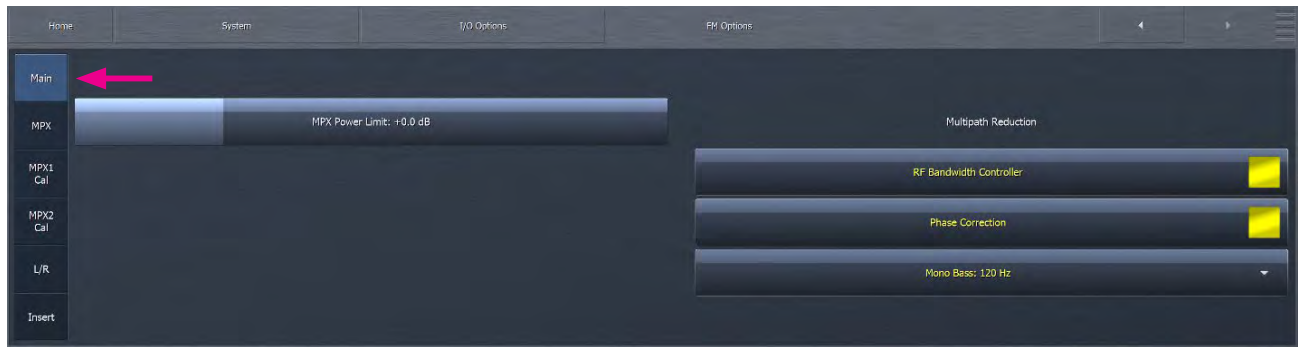 Home
System
I/O Options
FM Options
Main
MPX Power Limit: +0.0 dB
MPX
Multipath Reduction
MPX1
Cal
RF Bandwidth Controller
MPX2
Cal
Phase Correction
L/R
Mono Bass: 120 Hz
Insert